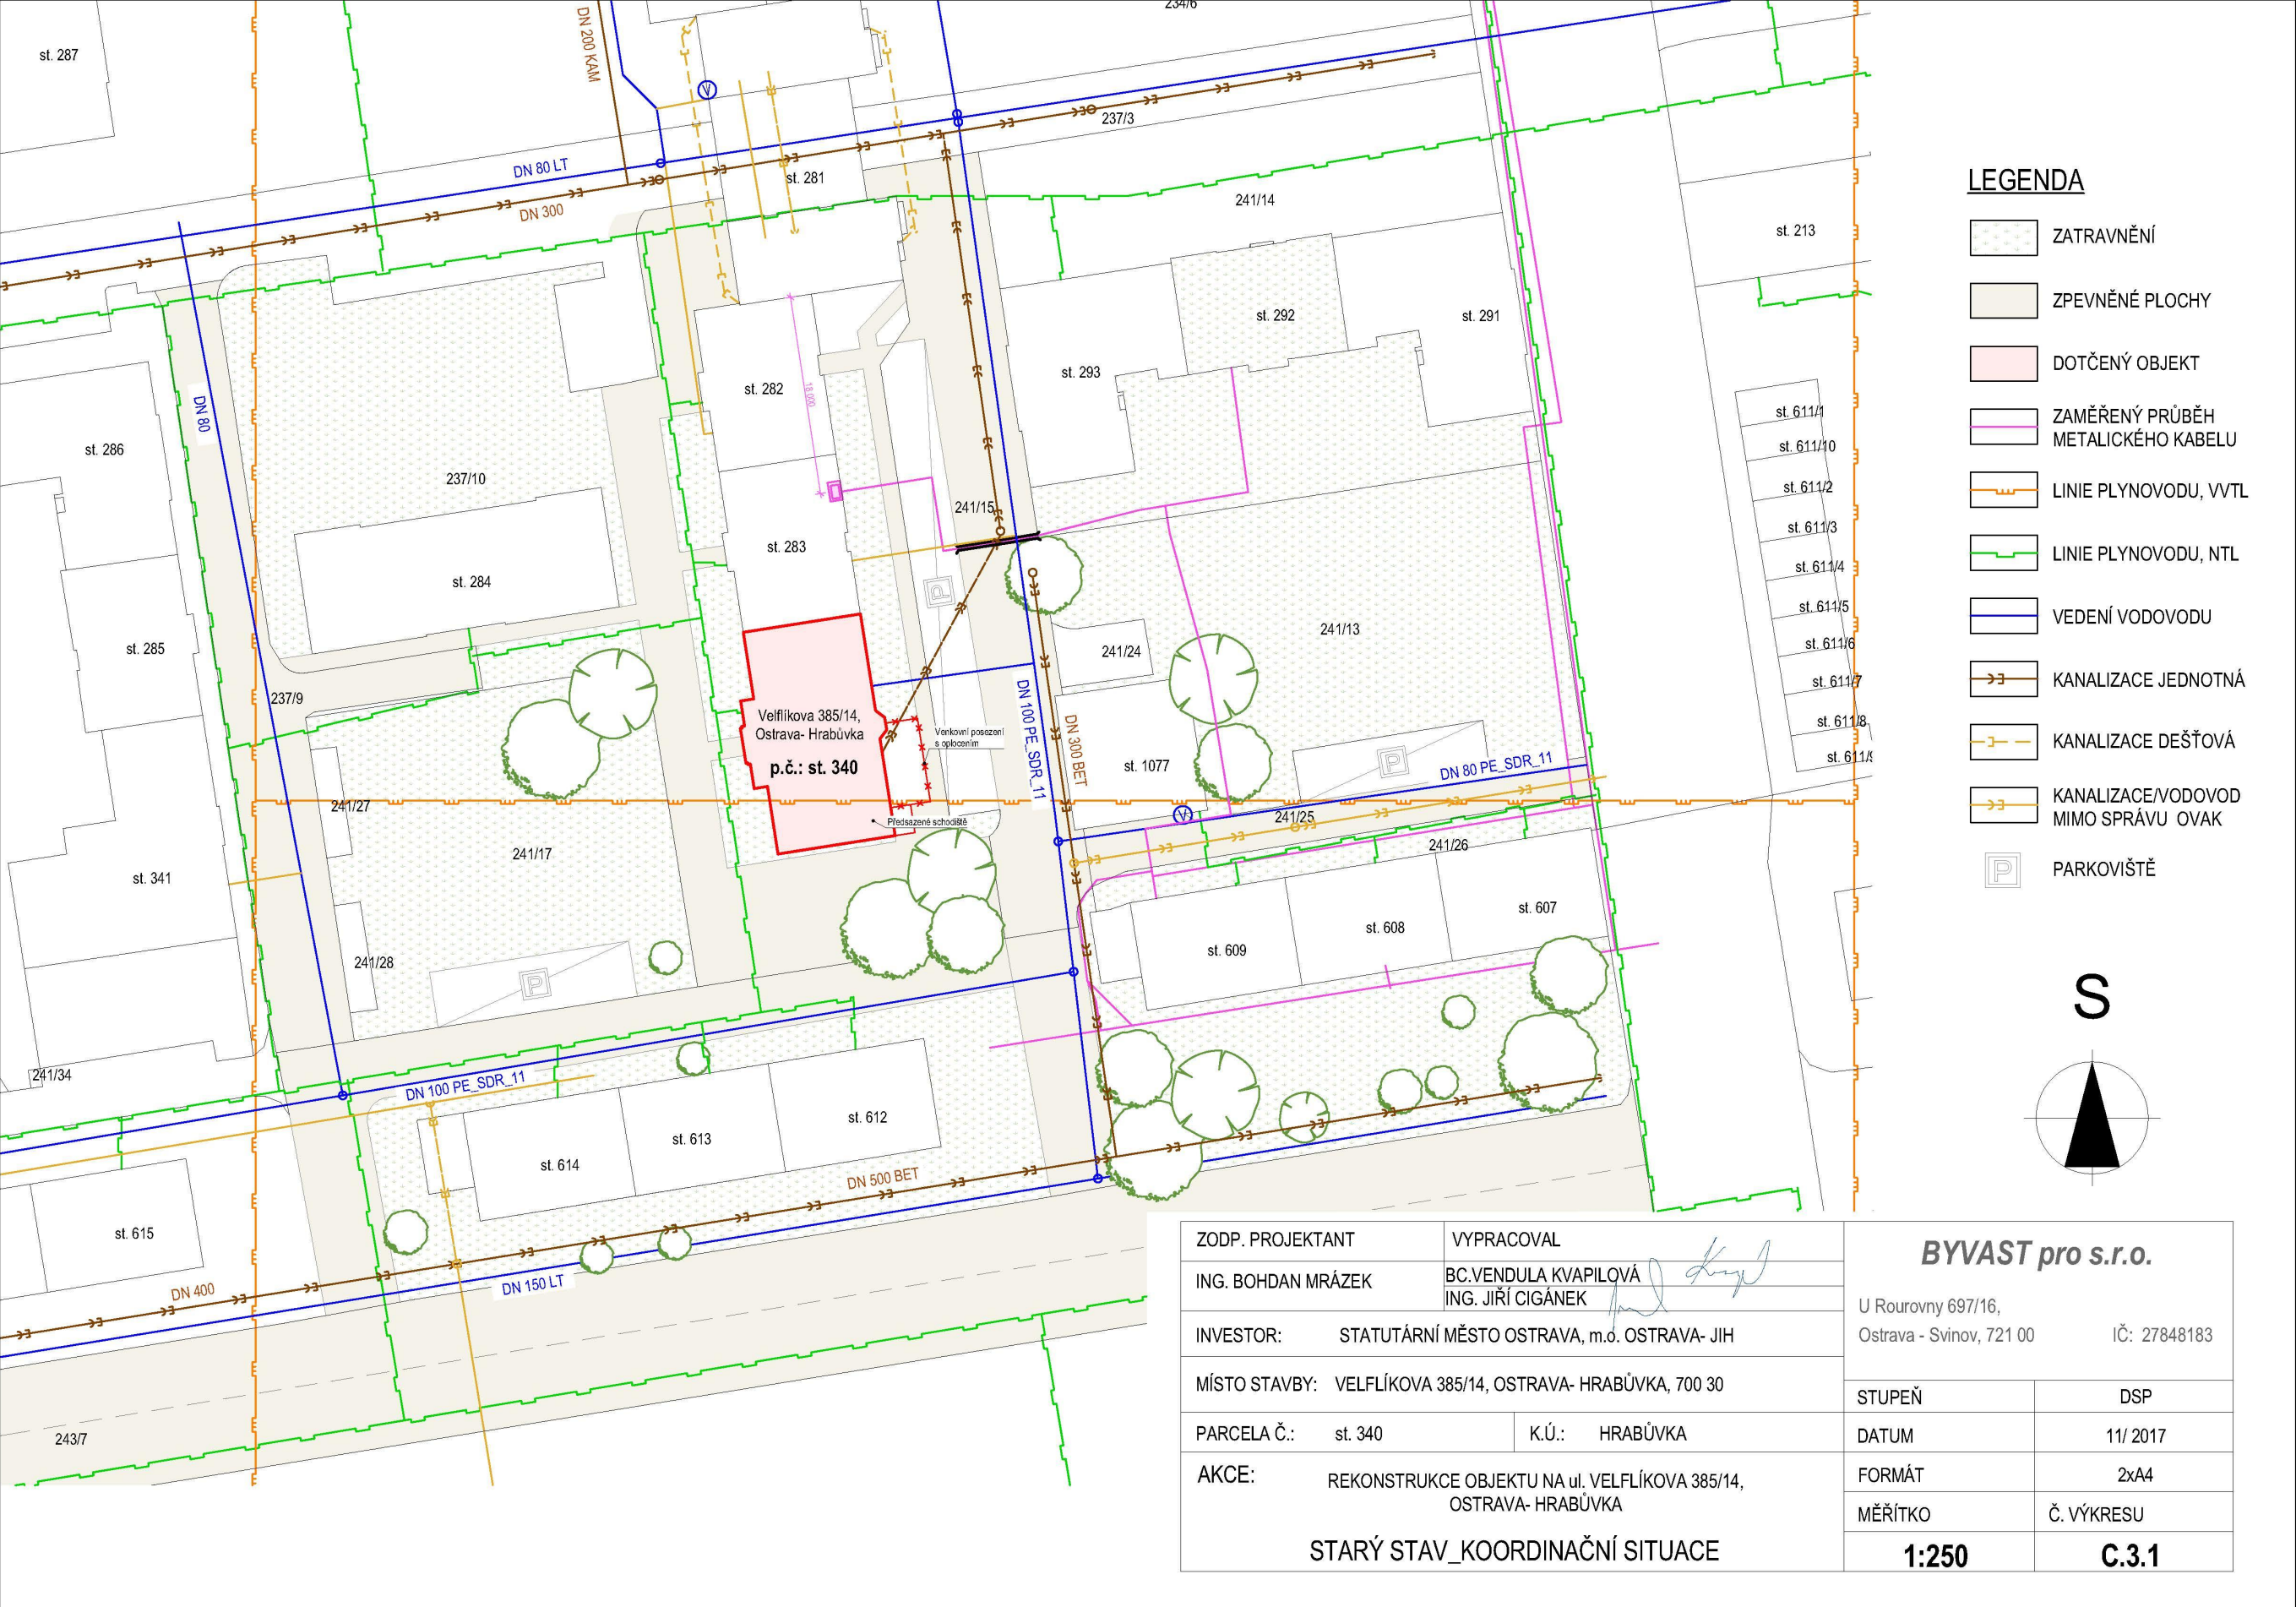 234/6
st. 287
DN 200 KAM
V
237/3
DN 80 LT
st. 281
DN 300
241/14
st. 213
st. 292
st. 291
st. 293
st. 282
18 000
DN 80
st. 286
237/10
241/15
st. 283
st. 284
P
st. 611/1
st. 611/10
st. 611/2
st. 611/3
st. 611/4
st. 611/5
st. 611/6
st. 611/7
st. 611/8
st. 611/9
st. 285
237/9
241/24
241/13
Velflíkova 385/14,
Ostrava- Hrabůvka
p.č.: st. 340
Venkovní posezení
s oplocením
Předsazené schodiště
DN 100 PE_SDR_11
DN 300 BET
st. 1077
P
DN 80 PE_SDR_11
V
241/25
241/26
241/27
241/17
st. 341
241/28
P
st. 609
st. 608
st. 607
241/34
DN 100 PE_SDR_11
st. 614
st. 613
st. 612
st. 615
DN 500 BET
DN 400
DN 150 LT
243/7
LEGENDA
ZATRAVNĚNÍ
ZPEVNĚNÉ PLOCHY
DOTČENÝ OBJEKT
ZAMĚŘENÝ PRŮBĚH
METALICKÉHO KABELU
LINIE PLYNOVODU, VVTL
LINIE PLYNOVODU, NTL
VEDENÍ VODOVODU
KANALIZACE JEDNOTNÁ
KANALIZACE DEŠŤOVÁ
KANALIZACE/VODOVOD
MIMO SPRÁVU OVAK
P
PARKOVIŠTĚ
S
ZODP. PROJEKTANT
VYPRACOVAL
ING. BOHDAN MRÁZEK
BC.VENDULA KVAPILOVÁ
ING. JIŘÍ CIGÁNEK
INVESTOR: STATUTÁRNÍ MĚSTO OSTRAVA, m.o. OSTRAVA- JIH
MÍSTO STAVBY: VELFLÍKOVA 385/14, OSTRAVA- HRABŮVKA, 700 30
PARCELA Č.: st. 340
K.Ú.: HRABŮVKA
AKCE: REKONSTRUKCE OBJEKTU NA ul. VELFLÍKOVA 385/14,
OSTRAVA- HRABŮVKA
STARÝ STAV_KOORDINAČNÍ SITUACE
BYVAST pro s.r.o.
U Rourovny 697/16,
Ostrava - Svinov, 721 00 IČ: 27848183
STUPEŇ DSP
DATUM 11/ 2017
FORMÁT 2xA4
MĚŘÍTKO Č. VÝKRESU
1:250 C.3.1